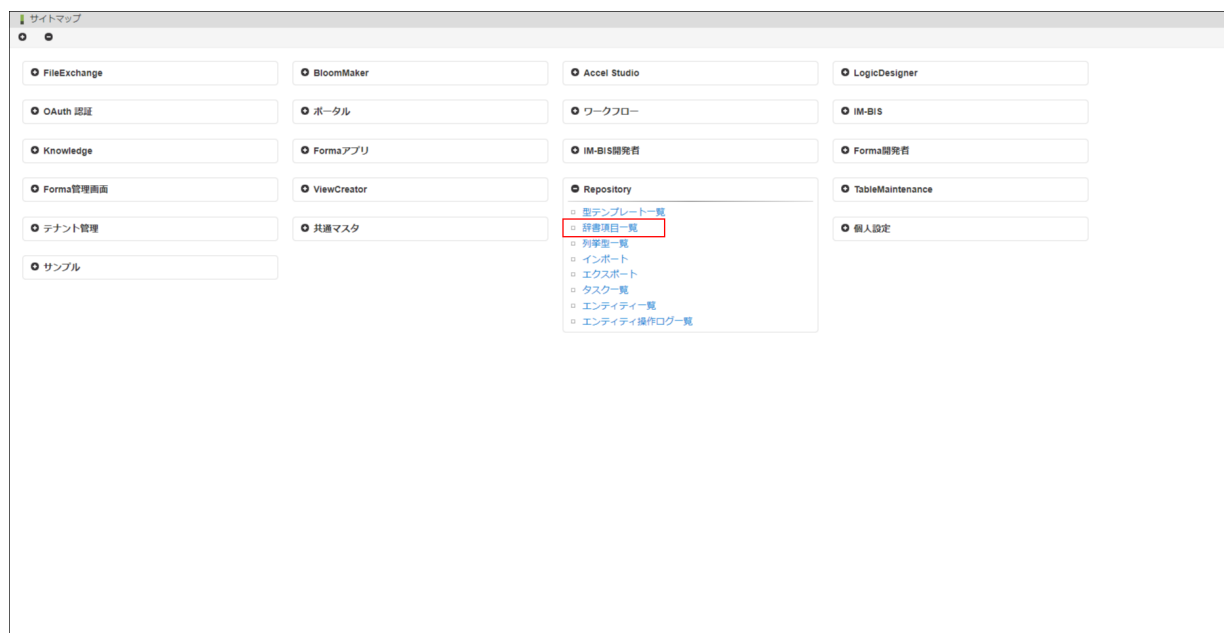 サイトマップ
FileExchange
BloomMaker
Accel Studio
LogicDesigner
OAuth 認証
ポータル
ワークフロー
IM-BIS
Knowledge
Formaアプリ
IM-BIS開発者
Forma開発者
Forma管理画面
ViewCreator
Repository
TableMaintenance
型テンプレート一覧
辞書項目一覧
列挙型一覧
インポート
エクスポート
タスク一覧
エンティティ一覧
エンティティ操作ログ一覧
テナント管理
共通マスタ
個人設定
サンプル